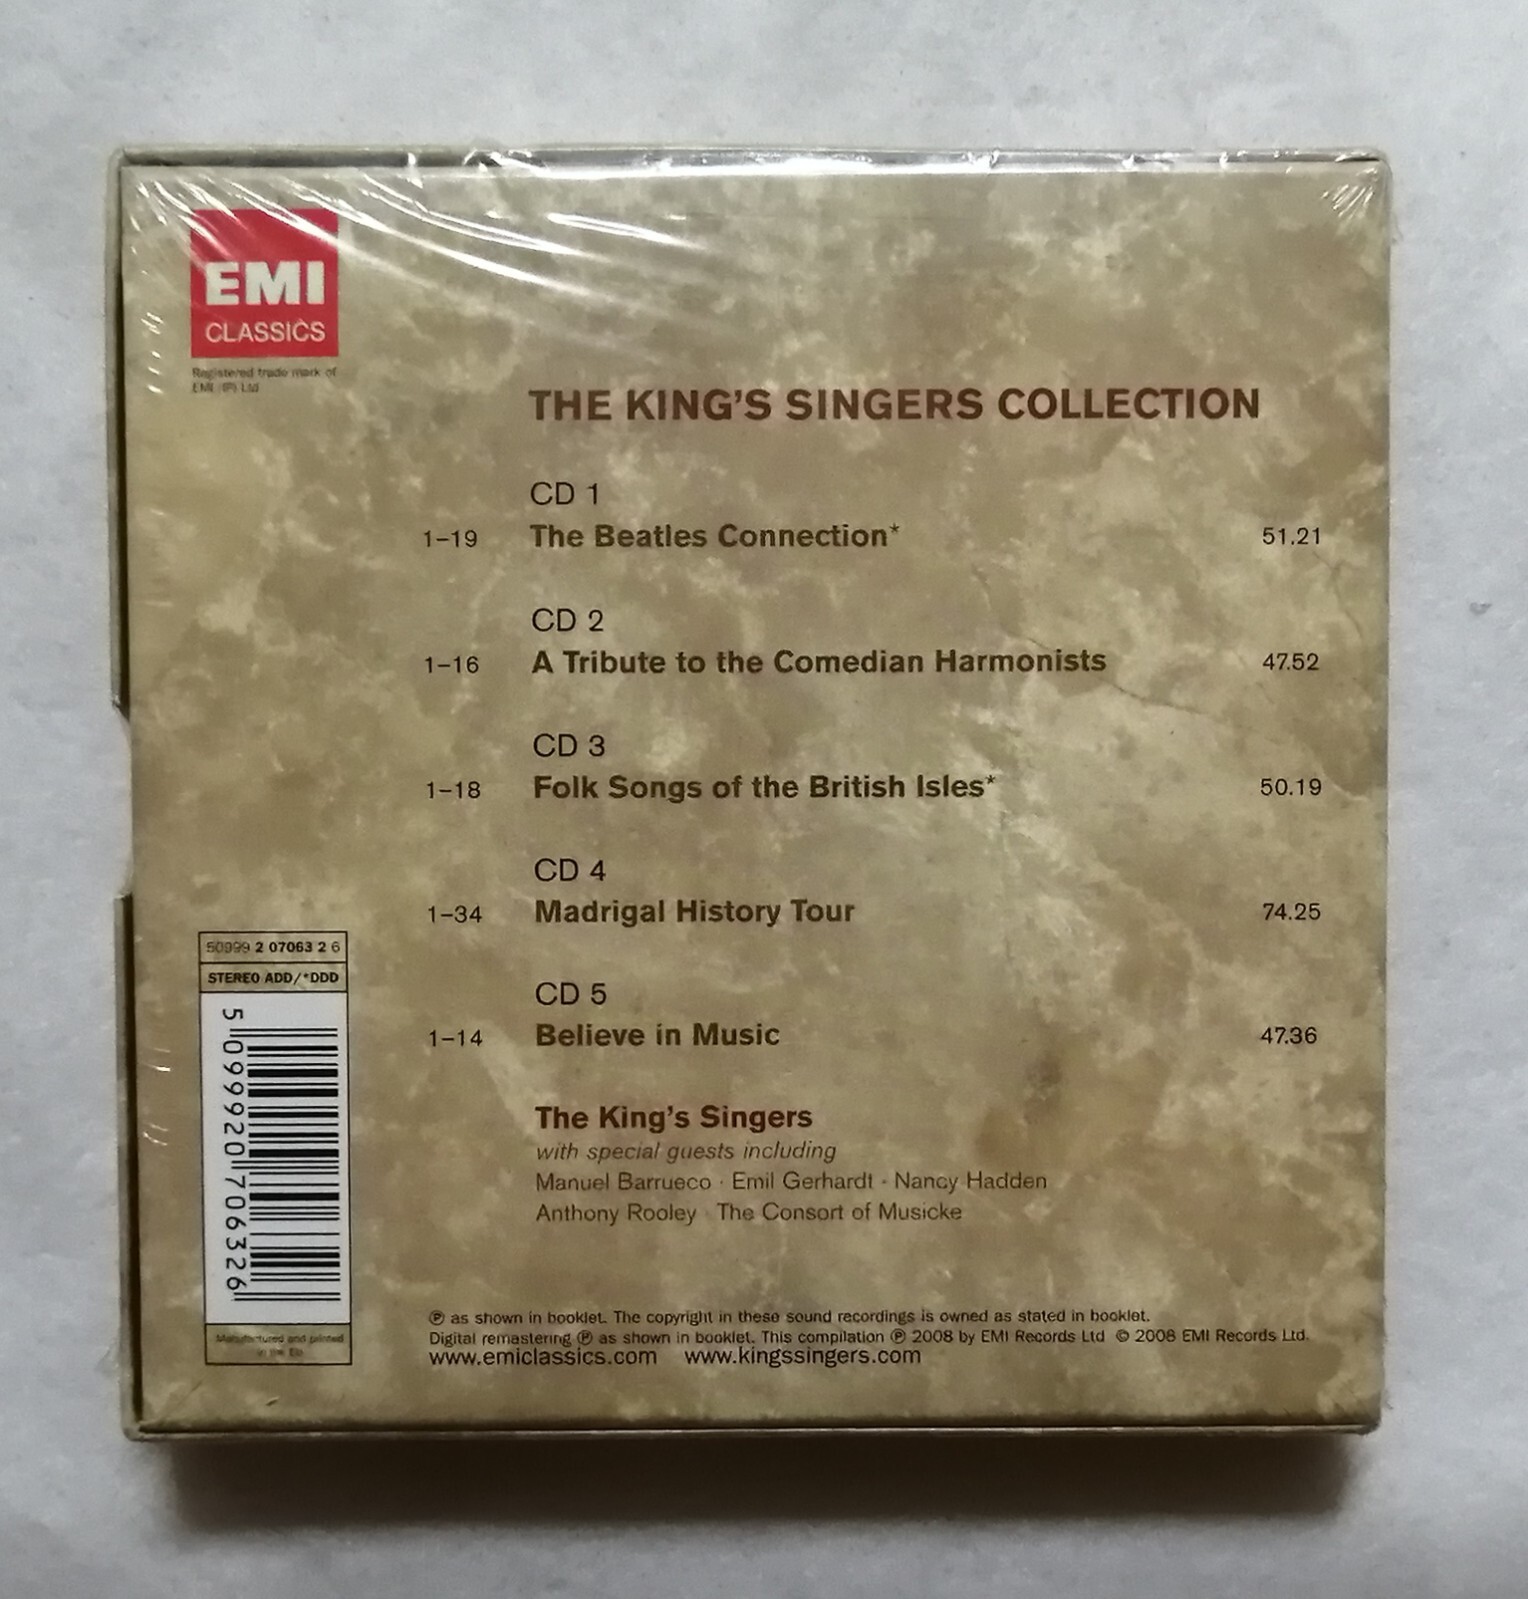 EMI
CLASSICS
Registered trade mark of
EMI (IP) Ltd
THE KING'S SINGERS COLLECTION
CD 1
1–19 The Beatles Connection* 51.21
CD 2
1–16 A Tribute to the Comedian Harmonists 47.52
CD 3
1–18 Folk Songs of the British Isles* 50.19
CD 4
1–34 Madrigal History Tour 74.25
CD 5
1–14 Believe in Music 47.36
The King's Singers
with special guests including
Manuel Barrueco · Emil Gerhardt · Nancy Hadden
Anthony Rooley · The Consort of Musicke
50999 2 07063 2 6
STEREO ADD/*DDD
5 099920 706326
Manufactured and printed
in the EU
℗ as shown in booklet. The copyright in these sound recordings is owned as stated in booklet.
Digital remastering ℗ as shown in booklet. This compilation ℗ 2008 by EMI Records Ltd © 2008 EMI Records Ltd.
www.emiclassics.com www.kingssingers.com